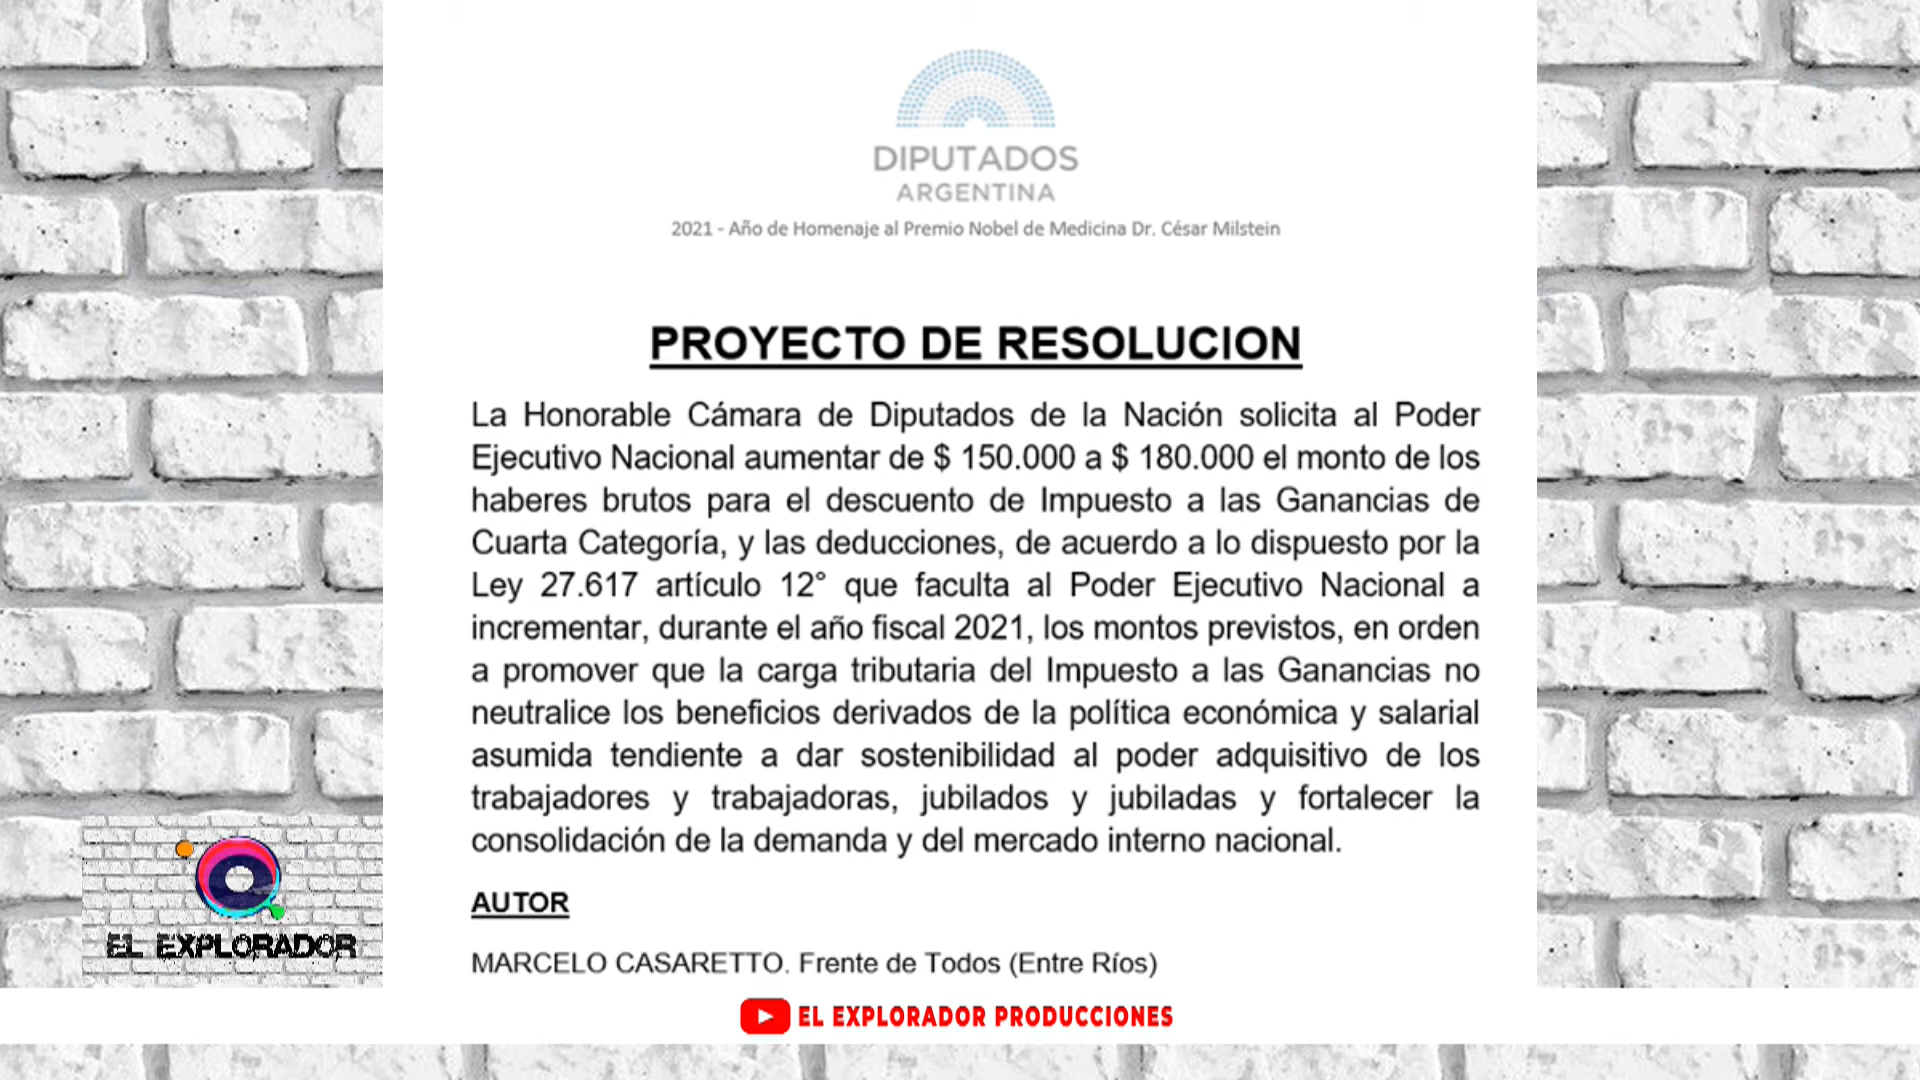 DIPUTADOS
ARGENTINA
2021 - Año de Homenaje al Premio Nobel de Medicina Dr. César Milstein
PROYECTO DE RESOLUCION
La Honorable Cámara de Diputados de la Nación solicita al Poder
Ejecutivo Nacional aumentar de $ 150.000 a $ 180.000 el monto de los
haberes brutos para el descuento de Impuesto a las Ganancias de
Cuarta Categoría, y las deducciones, de acuerdo a lo dispuesto por la
Ley 27.617 artículo 12° que faculta al Poder Ejecutivo Nacional a
incrementar, durante el año fiscal 2021, los montos previstos, en orden
a promover que la carga tributaria del Impuesto a las Ganancias no
neutralice los beneficios derivados de la política económica y salarial
asumida tendiente a dar sostenibilidad al poder adquisitivo de los
trabajadores y trabajadoras, jubilados y jubiladas y fortalecer la
consolidación de la demanda y del mercado interno nacional.
AUTOR
MARCELO CASARETTO. Frente de Todos (Entre Ríos)
EL EXPLORADOR
EL EXPLORADOR PRODUCCIONES